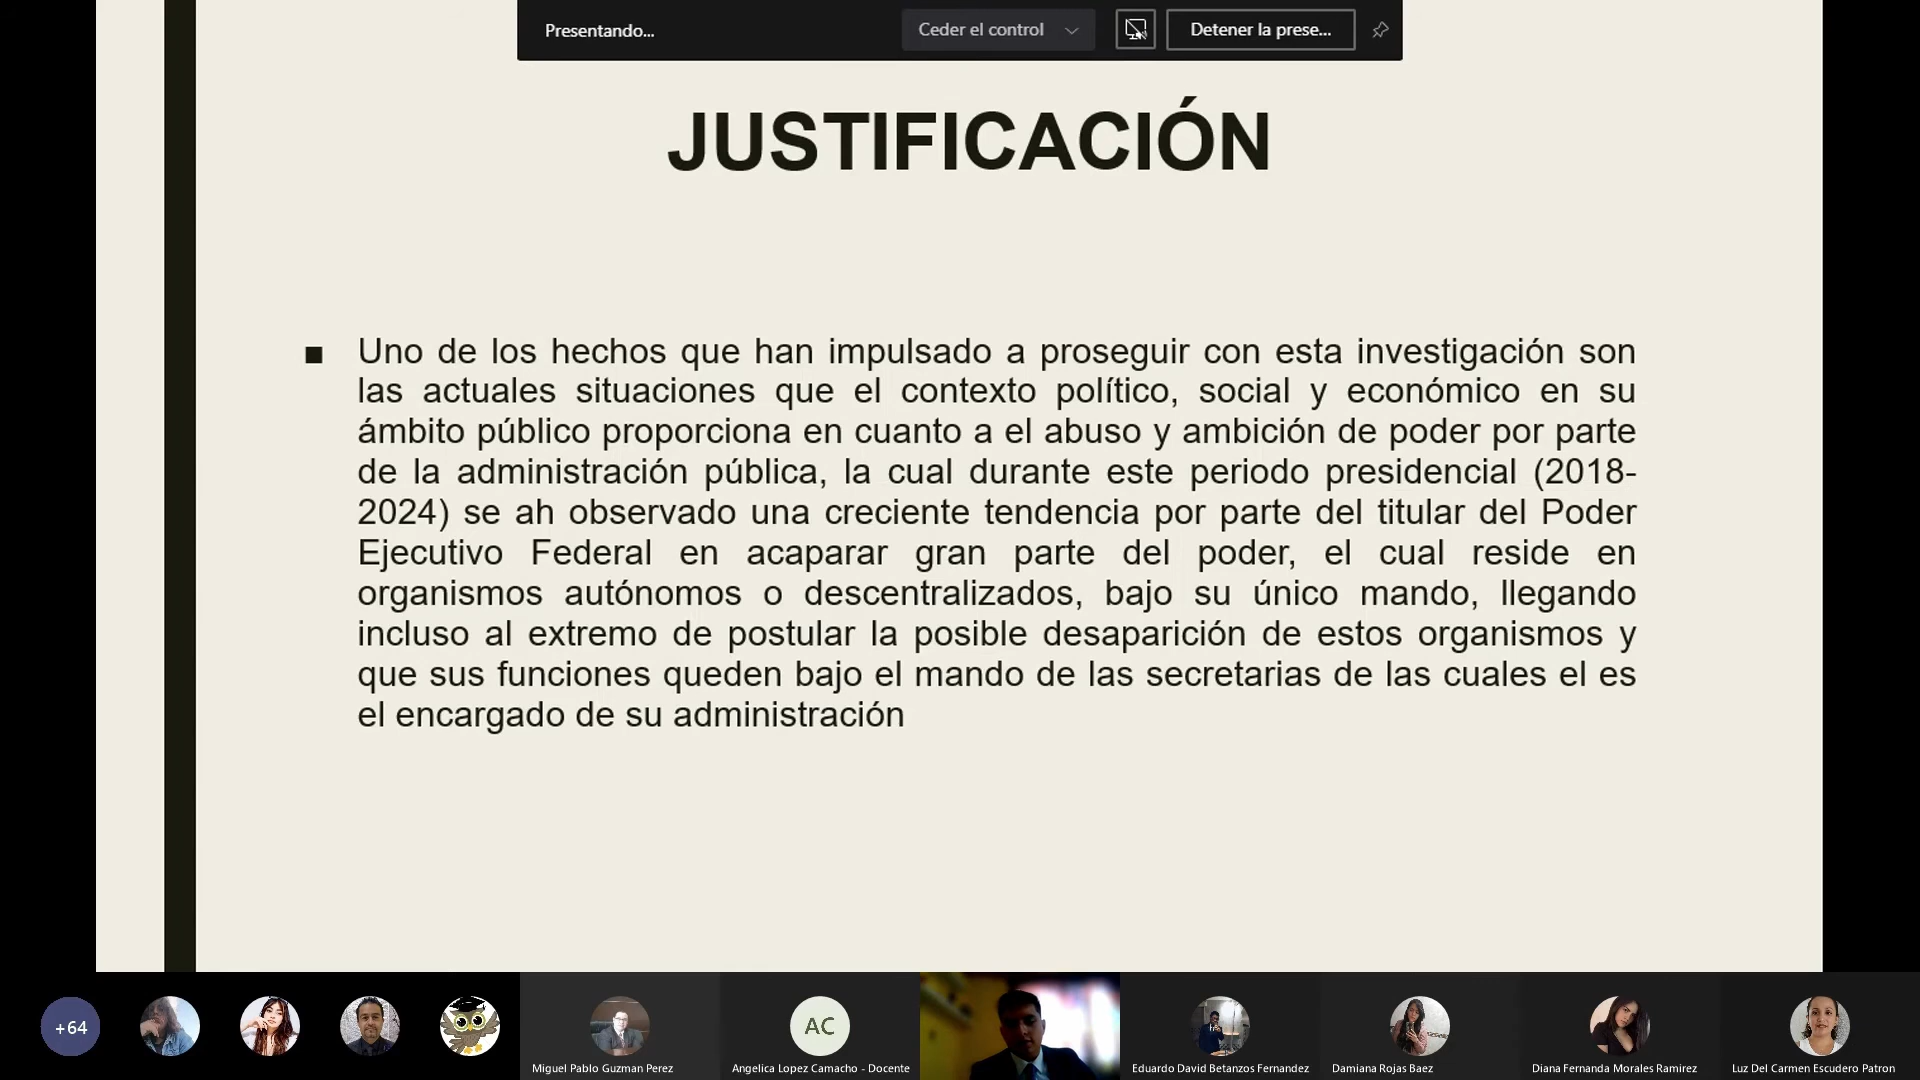 Presentando...
Ceder el control
Detener la prese...
JUSTIFICACIÓN
■ Uno de los hechos que han impulsado a proseguir con esta investigación son
las actuales situaciones que el contexto político, social y económico en su
ámbito público proporciona en cuanto a el abuso y ambición de poder por parte
de la administración pública, la cual durante este periodo presidencial (2018-
2024) se ah observado una creciente tendencia por parte del titular del Poder
Ejecutivo Federal en acaparar gran parte del poder, el cual reside en
organismos autónomos o descentralizados, bajo su único mando, llegando
incluso al extremo de postular la posible desaparición de estos organismos y
que sus funciones queden bajo el mando de las secretarias de las cuales el es
el encargado de su administración
+64
AC
Miguel Pablo Guzman Perez
Angelica Lopez Camacho - Docente
Eduardo David Betanzos Fernandez
Damiana Rojas Baez
Diana Fernanda Morales Ramirez
Luz Del Carmen Escudero Patron